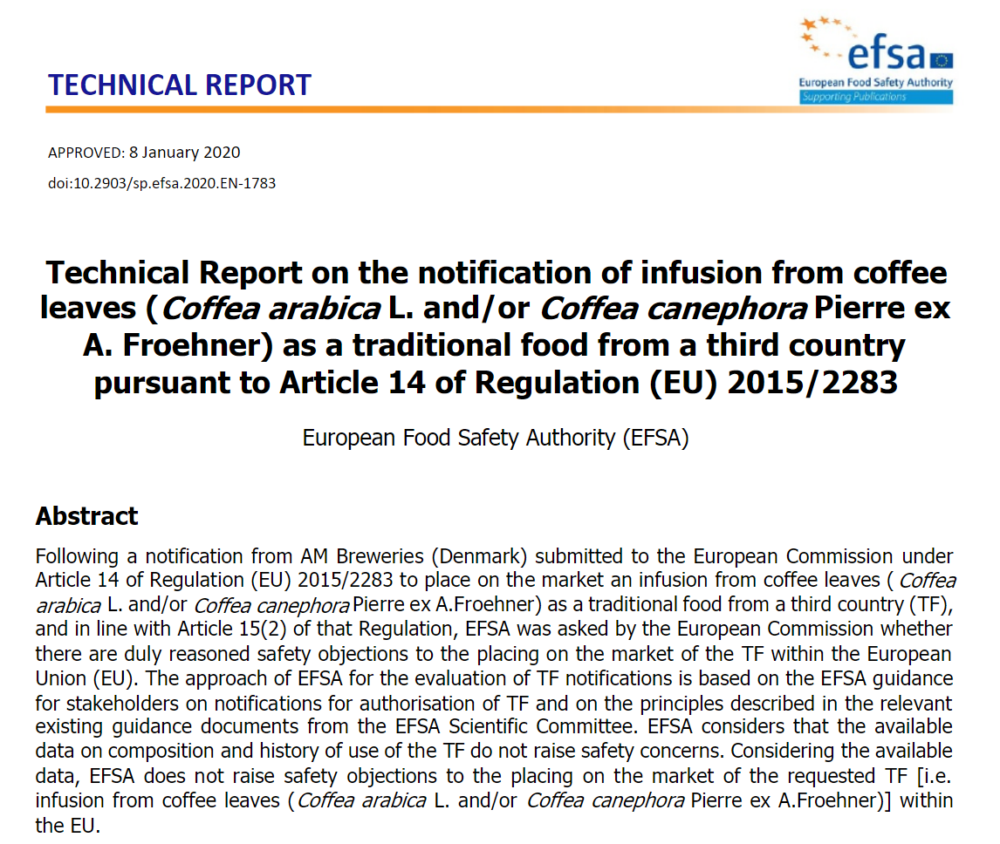 efsa
European Food Safety Authority
Supporting Publications
TECHNICAL REPORT
APPROVED: 8 January 2020
doi:10.2903/sp.efsa.2020.EN-1783
Technical Report on the notification of infusion from coffee
leaves (Coffea arabica L. and/or Coffea canephora Pierre ex
A. Froehner) as a traditional food from a third country
pursuant to Article 14 of Regulation (EU) 2015/2283
European Food Safety Authority (EFSA)
Abstract
Following a notification from AM Breweries (Denmark) submitted to the European Commission under
Article 14 of Regulation (EU) 2015/2283 to place on the market an infusion from coffee leaves ( Coffea
arabica L. and/or Coffea canephora Pierre ex A.Froehner) as a traditional food from a third country (TF),
and in line with Article 15(2) of that Regulation, EFSA was asked by the European Commission whether
there are duly reasoned safety objections to the placing on the market of the TF within the European
Union (EU). The approach of EFSA for the evaluation of TF notifications is based on the EFSA guidance
for stakeholders on notifications for authorisation of TF and on the principles described in the relevant
existing guidance documents from the EFSA Scientific Committee. EFSA considers that the available
data on composition and history of use of the TF do not raise safety concerns. Considering the available
data, EFSA does not raise safety objections to the placing on the market of the requested TF [i.e.
infusion from coffee leaves (Coffea arabica L. and/or Coffea canephora Pierre ex A.Froehner)] within
the EU.